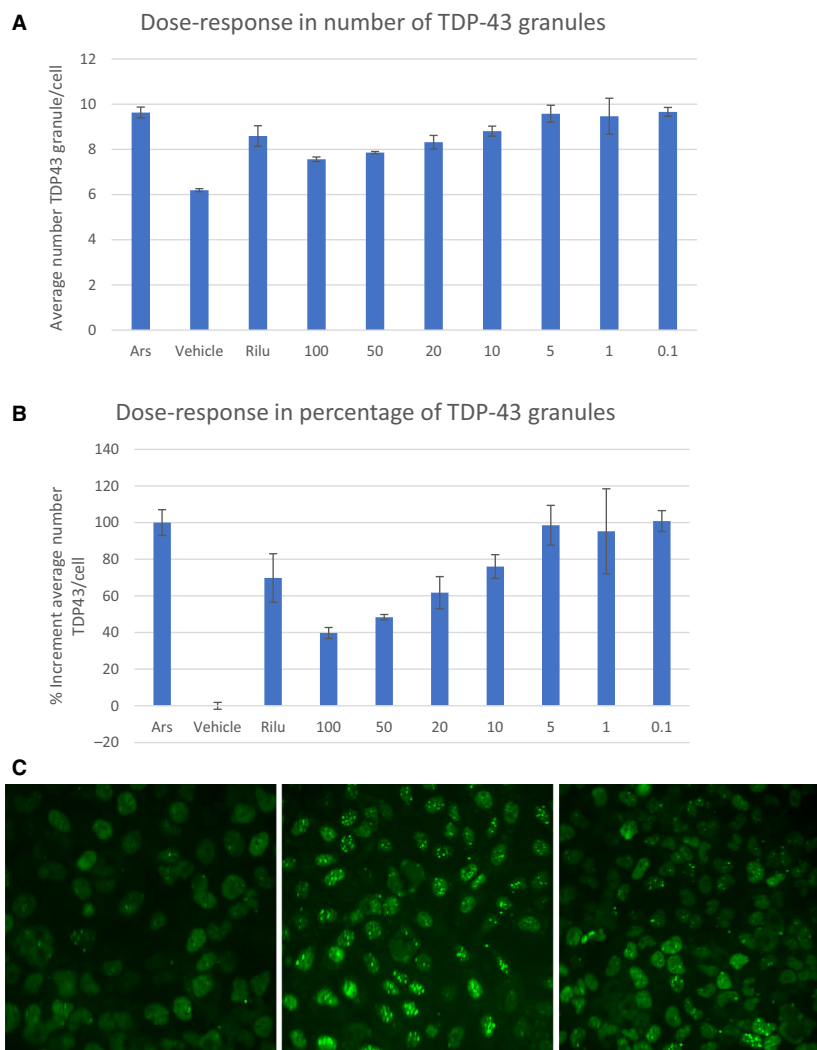 A
Dose-response in number of TDP-43 granules
Average number TDP43 granule/cell
12
10
8
6
4
2
0
Ars Vehicle Rilu 100 50 20 10 5 1 0.1
B
Dose-response in percentage of TDP-43 granules
% Increment average number
TDP43/cell
140
120
100
80
60
40
20
0
–20
Ars Vehicle Rilu 100 50 20 10 5 1 0.1
C